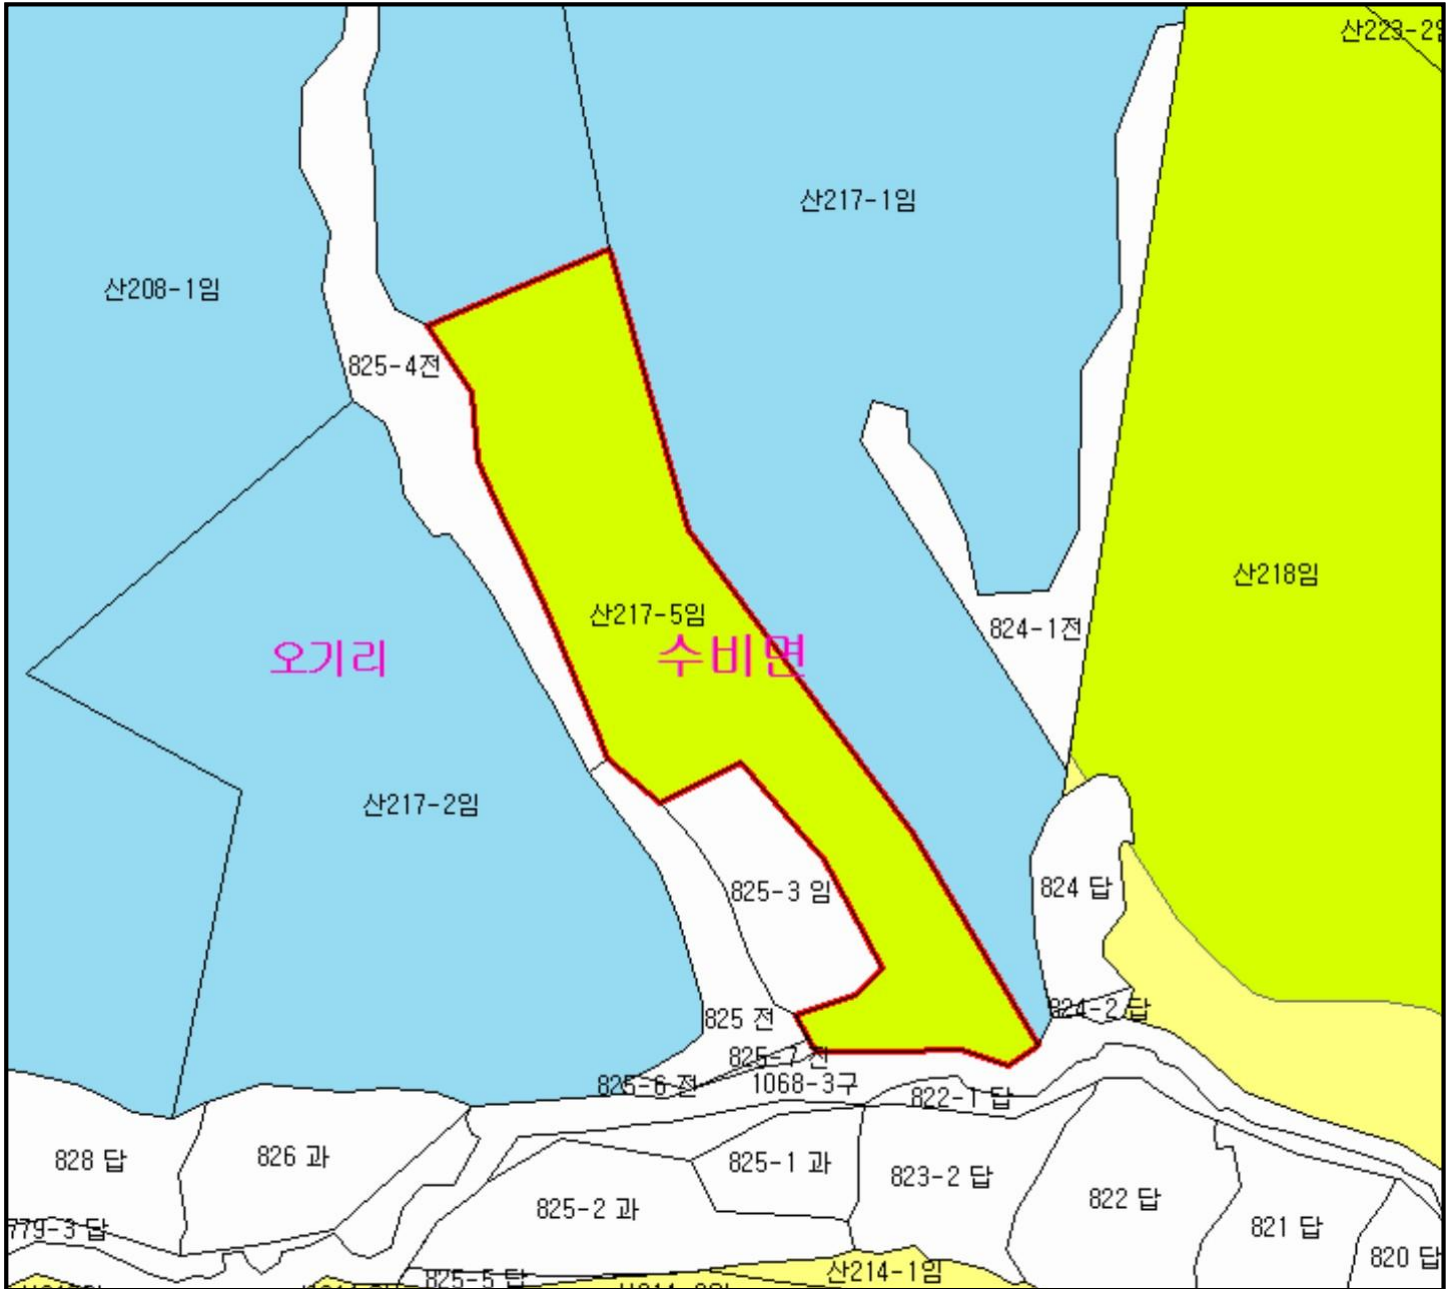 산223-2임
산217-1임
산208-1임
825-4전
산218임
산217-5임
824-1전
오기리
수비면
산217-2임
825-3 임
824 답
824-2 답
825 전
825-7 전
825-6 전
1068-3구
822-1 답
828 답
826 과
825-1 과
823-2 답
822 답
825-2 과
821 답
779-3 답
820 답
산214-1임
825-5 답